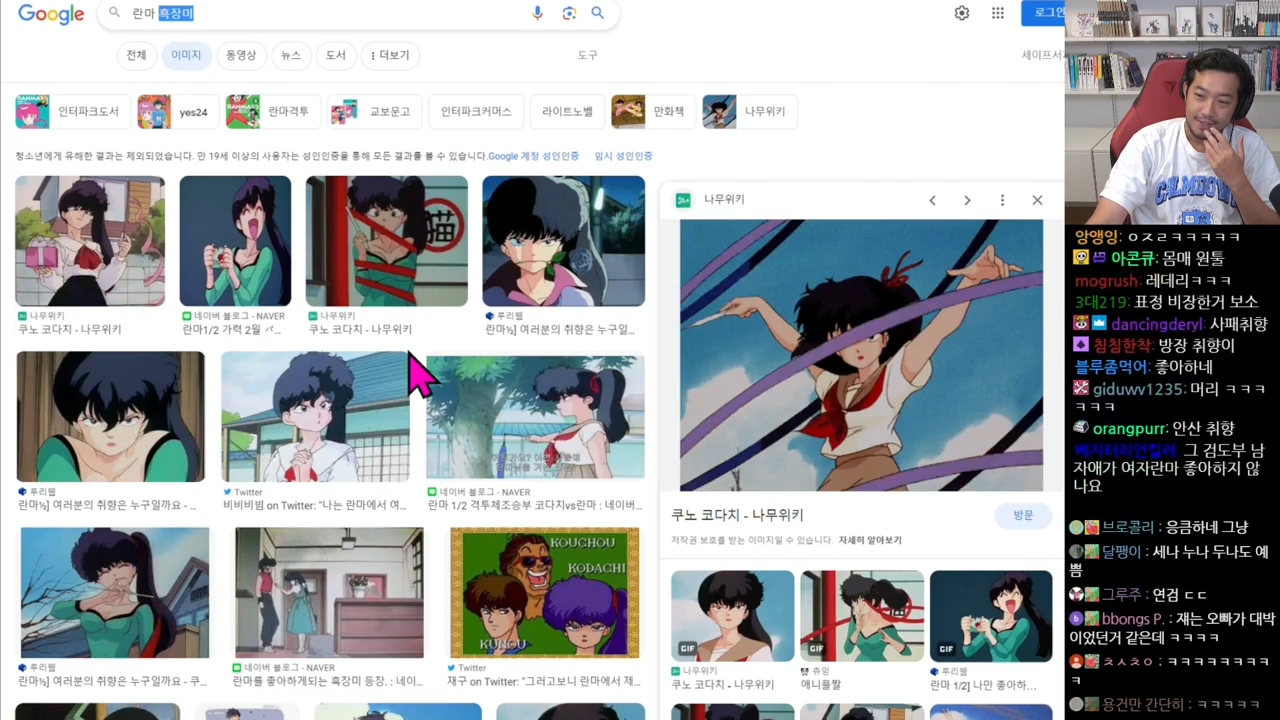 Google
란마 흑장미
로그인
전체
이미지
동영상
뉴스
도서
더보기
도구
세이프서
인터파크도서
yes24
란마격투
교보문고
인터파크커머스
라이트노벨
만화책
나무위키
청소년에게 유해한 결과는 제외되었습니다. 만 19세 이상의 사용자는 성인인증을 통해 모든 결과를 볼 수 있습니다.Google 계정 성인인증 임시 성인인증
猫
나무위키
쿠노 코다치 - 나무위키
네이버 블로그 - NAVER
란마1/2 가력 2월
나무위키
쿠노 코다치 - 나무위키
루리웹
란마½] 여러분의 취향은 누구일...
루리웹
란마½] 여러분의 취향은 누구일까요 - ...
Twitter
비비비빔 on Twitter: "나는 란마에서 여...
네이버 블로그 - NAVER
란마 1/2 격투체조승부 코다치vs란마 : 네이버...
KOUCHOU
KODACHI
KUNOU
루리웹
란마½] 여러분의 취향은 누구일까요 - 쿠...
네이버 블로그 - NAVER
란마를 좋아하게되는 흑장미 등장. : 네이...
Twitter
재구 on Twitter: "그러고보니 란마에서 제...
나무위키
쿠노 코다치 - 나무위키
방문
저작권 보호를 받는 이미지일 수 있습니다. 자세히 알아보기
GIF
GIF
GIF
나무위키
쿠노 코다치 - 나무위키
츄잉
애니플짤
루리웹
란마 1/2] 나만 좋아하...
CALMDOWN
앙앵잉: ㅇㅈㄹㅋㅋㅋㅋㅋ
아콘큐: 몸매 원툴
mogrush: 레데리ㅋㅋㅋ
3대219: 표정 비장한거 보소
dancingderyl: 사패취향
침침한착: 방장 취향이
블루좀먹어: 좋아하네
giduwv1235: 머리 ㅋㅋㅋ
ㅋㅋㅋㅋ
orangpurr: 안산 취향
배지터리언킬러 그 검도부 남
자애가 여자란마 좋아하지 않
나요
브로콜리 : 응큼하네 그냥
달팽이 : 세나 누나 두나도 예
쁨
그루주 : 연검 ㄷㄷ
bbongs P. : 쟤는 오빠가 대박
이었던거 같은데 ㅋㅋㅋㅋ
ㅊㅅㅊㅇ : ㅋㅋㅋㅋㅋㅋㅋㅋ
ㅋ
용건만 간단히 : ㅋㅋㅋㅋㅋ